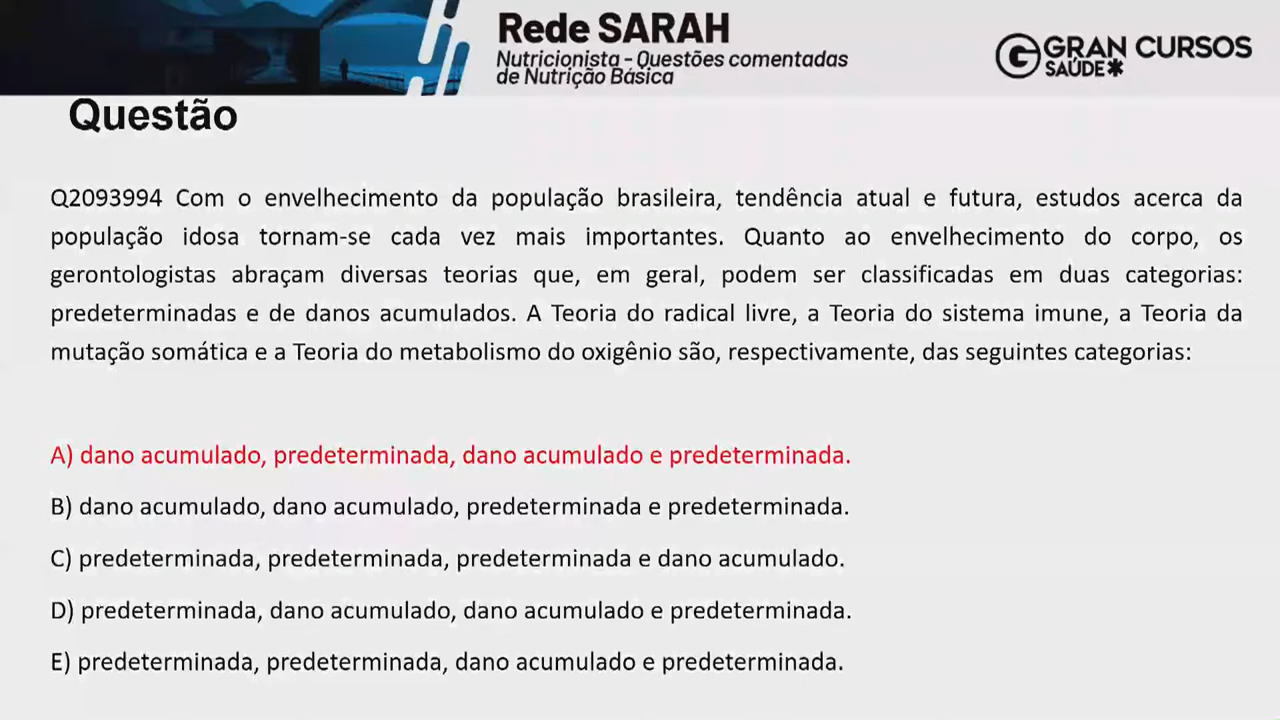 Rede SARAH
Nutricionista - Questões comentadas
de Nutrição Básica
GRAN CURSOS
SAÚDE
Questão
Q2093994 Com o envelhecimento da população brasileira, tendência atual e futura, estudos acerca da
população idosa tornam-se cada vez mais importantes. Quanto ao envelhecimento do corpo, os
gerontologistas abraçam diversas teorias que, em geral, podem ser classificadas em duas categorias:
predeterminadas e de danos acumulados. A Teoria do radical livre, a Teoria do sistema imune, a Teoria da
mutação somática e a Teoria do metabolismo do oxigênio são, respectivamente, das seguintes categorias:
A) dano acumulado, predeterminada, dano acumulado e predeterminada.
B) dano acumulado, dano acumulado, predeterminada e predeterminada.
C) predeterminada, predeterminada, predeterminada e dano acumulado.
D) predeterminada, dano acumulado, dano acumulado e predeterminada.
E) predeterminada, predeterminada, dano acumulado e predeterminada.